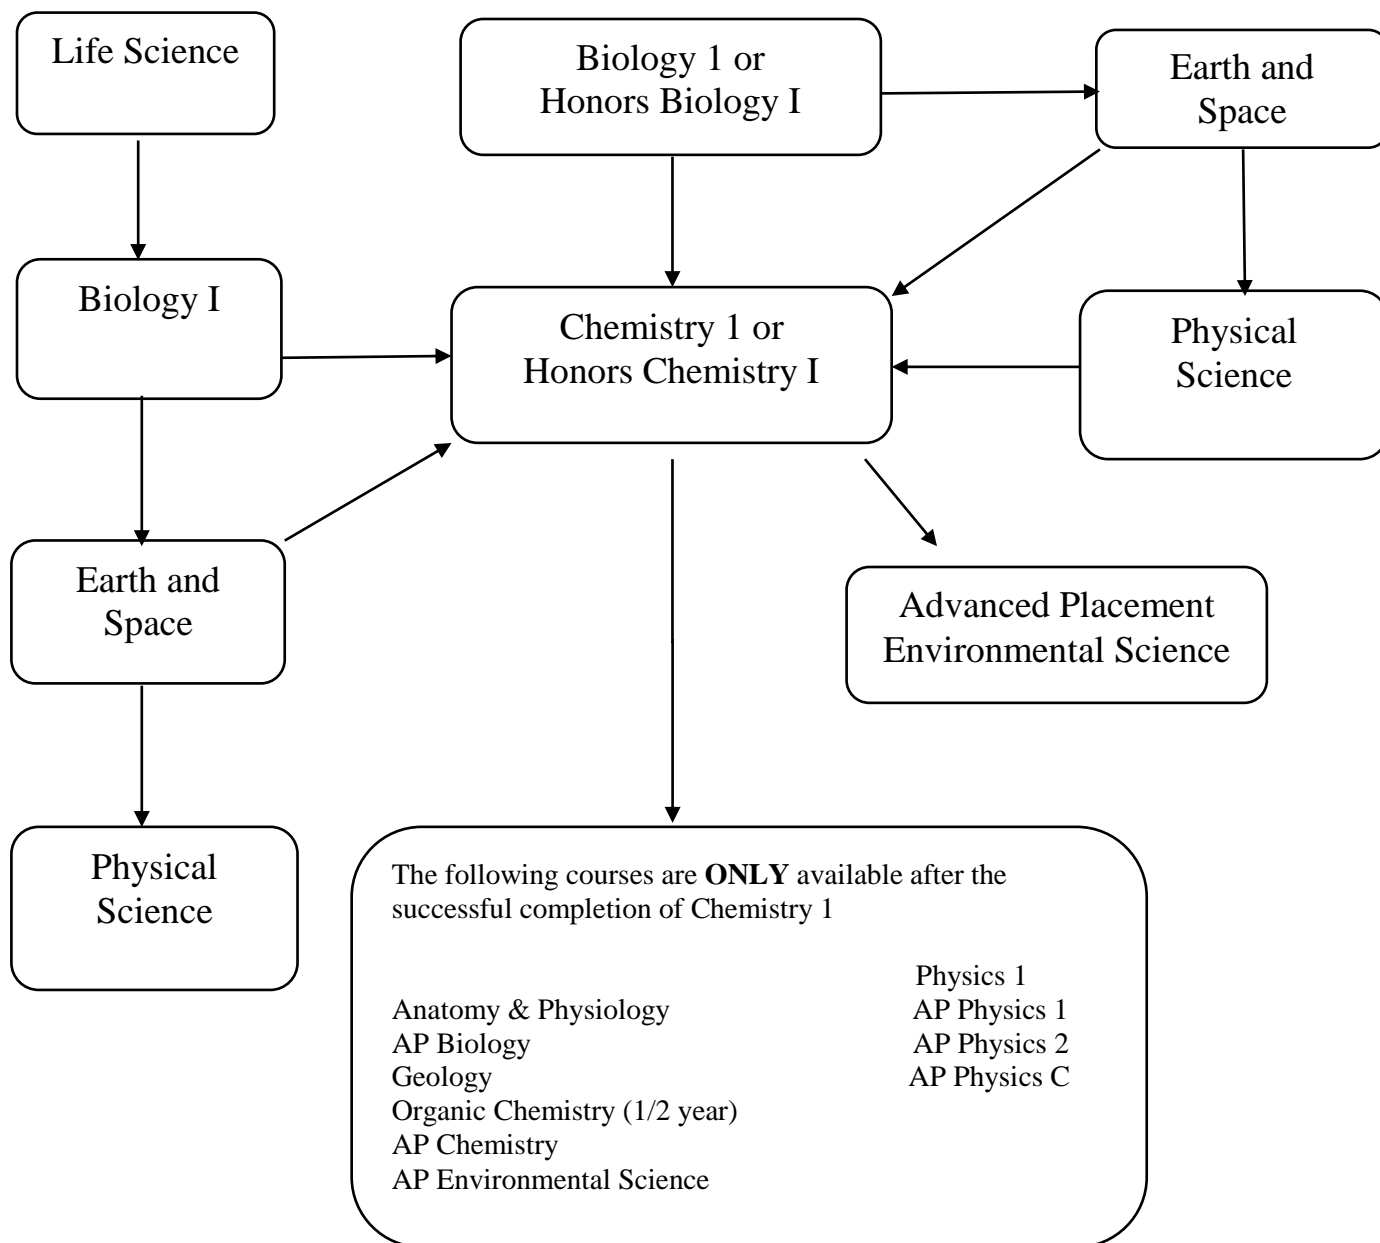 Life Science
Biology 1 or
Honors Biology I
Earth and
Space
Biology I
Chemistry 1 or
Honors Chemistry I
Physical
Science
Earth and
Space
Advanced Placement
Environmental Science
Physical
Science
The following courses are ONLY available after the
successful completion of Chemistry 1
Physics 1
Anatomy & Physiology
AP Physics 1
AP Biology
AP Physics 2
Geology
AP Physics C
Organic Chemistry (1/2 year)
AP Chemistry
AP Environmental Science